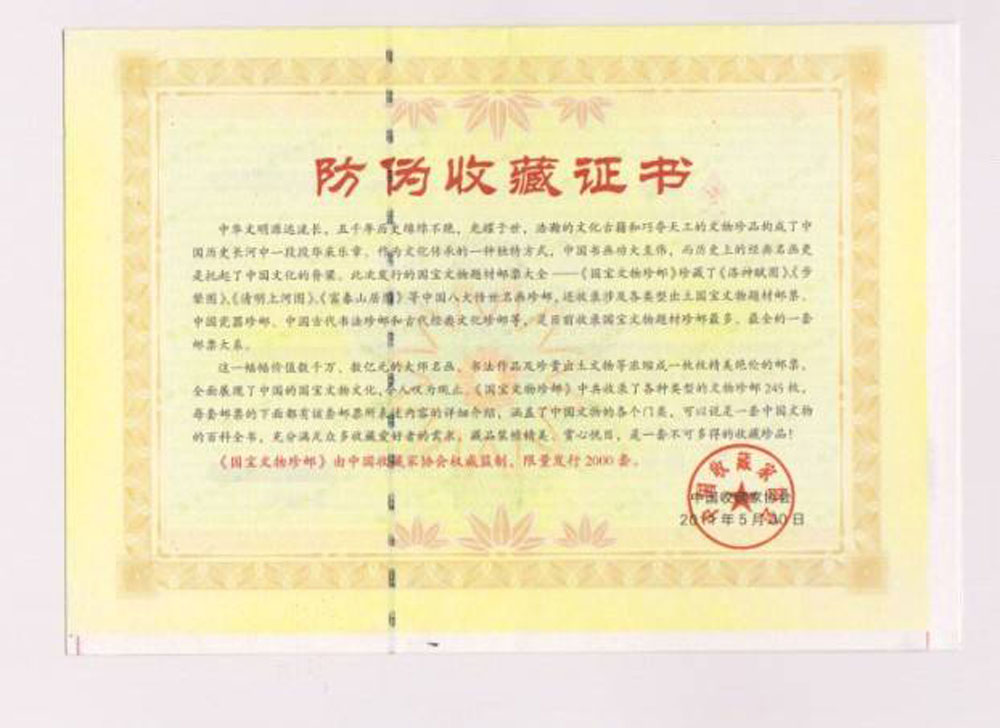 防伪收藏证书
中华文明源远流长，五千年历史绵绵不绝，光耀于世，浩瀚的文化古籍和巧夺天工的文物珍品构成了中
国历史长河中一段段华采乐章。作为文化传承的一种独特方式，中国书画功大至伟，而历史上的经典名画更
是托起了中国文化的脊梁。此次发行的国宝文物题材邮票大全——《国宝文物珍邮》珍藏了《洛神赋图》、《步
辇图》、《清明上河图》、《富春山居图》等中国八大传世名画珍邮，还收集涉及各类型出土国宝文物题材邮票、
中国瓷器珍邮、中国古代书法珍邮和古代经典文化珍邮等，是目前收录国宝文物题材珍邮最多、最全的一套
邮票大系。
这一幅幅价值数千万、数亿元的大师名画、书法作品及珍贵出土文物等浓缩成一枚枚精美绝伦的邮票，
全面展现了中国的国宝文物文化，令人叹为观止。《国宝文物珍邮》中共收录了各种类型的文物珍邮245枚，
每套邮票的下面都有该套邮票所表述内容的详细介绍，涵盖了中国文物的各个门类，可以说是一套中国文物
的百科全书，充分满足众多收藏爱好者的需求。藏品装帧精美、赏心悦目，是一套不可多得的收藏珍品！
《国宝文物珍邮》由中国收藏家协会权威监制，限量发行2000套。
中国收藏家协会
2011年5月30日